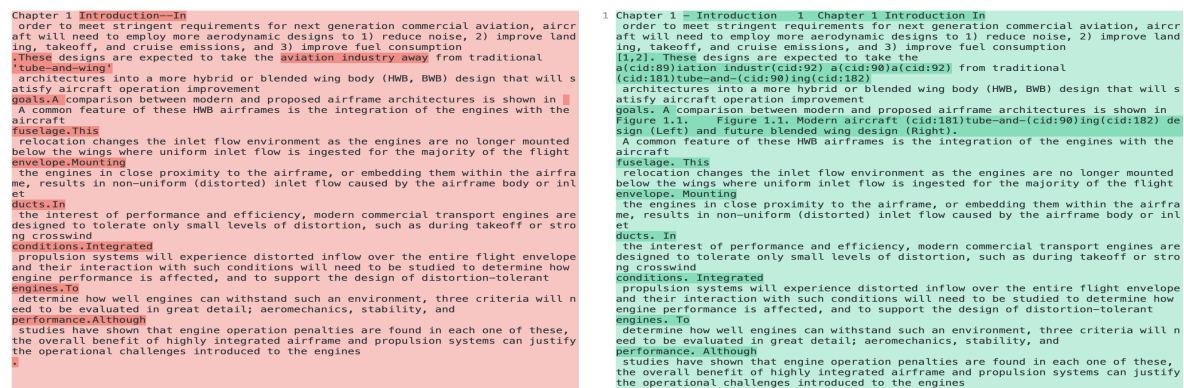 Chapter 1 Introduction--In
 order to meet stringent requirements for next generation commercial aviation, aircr
aft will need to employ more aerodynamic designs to 1) reduce noise, 2) improve land
ing, takeoff, and cruise emissions, and 3) improve fuel consumption
.These designs are expected to take the aviation industry away from traditional
'tube-and-wing'
 architectures into a more hybrid or blended wing body (HWB, BWB) design that will s
atisfy aircraft operation improvement
goals.A comparison between modern and proposed airframe architectures is shown in
 A common feature of these HWB airframes is the integration of the engines with the
aircraft
fuselage.This
 relocation changes the inlet flow environment as the engines are no longer mounted
below the wings where uniform inlet flow is ingested for the majority of the flight
envelope.Mounting
 the engines in close proximity to the airframe, or embedding them within the airfra
me, results in non-uniform (distorted) inlet flow caused by the airframe body or inl
et
ducts.In
 the interest of performance and efficiency, modern commercial transport engines are
designed to tolerate only small levels of distortion, such as during takeoff or stro
ng crosswind
conditions.Integrated
 propulsion systems will experience distorted inflow over the entire flight envelope
and their interaction with such conditions will need to be studied to determine how
engine performance is affected, and to support the design of distortion-tolerant
engines.To
 determine how well engines can withstand such an environment, three criteria will n
eed to be evaluated in great detail; aeromechanics, stability, and
performance.Although
 studies have shown that engine operation penalties are found in each one of these,
the overall benefit of highly integrated airframe and propulsion systems can justify
the operational challenges introduced to the engines
.
1 Chapter 1 - Introduction  1  Chapter 1 Introduction In
 order to meet stringent requirements for next generation commercial aviation, aircr
aft will need to employ more aerodynamic designs to 1) reduce noise, 2) improve land
ing, takeoff, and cruise emissions, and 3) improve fuel consumption
[1,2]. These designs are expected to take the
a(cid:89)iation industr(cid:92) a(cid:90)a(cid:92) from traditional
(cid:181)tube-and-(cid:90)ing(cid:182)
 architectures into a more hybrid or blended wing body (HWB, BWB) design that will s
atisfy aircraft operation improvement
goals. A comparison between modern and proposed airframe architectures is shown in
Figure 1.1.   Figure 1.1. Modern aircraft (cid:181)tube-and-(cid:90)ing(cid:182) de
sign (Left) and future blended wing design (Right).
 A common feature of these HWB airframes is the integration of the engines with the
aircraft
fuselage. This
 relocation changes the inlet flow environment as the engines are no longer mounted
below the wings where uniform inlet flow is ingested for the majority of the flight
envelope. Mounting
 the engines in close proximity to the airframe, or embedding them within the airfra
me, results in non-uniform (distorted) inlet flow caused by the airframe body or inl
et
ducts. In
 the interest of performance and efficiency, modern commercial transport engines are
designed to tolerate only small levels of distortion, such as during takeoff or stro
ng crosswind
conditions. Integrated
 propulsion systems will experience distorted inflow over the entire flight envelope
and their interaction with such conditions will need to be studied to determine how
engine performance is affected, and to support the design of distortion-tolerant
engines. To
 determine how well engines can withstand such an environment, three criteria will n
eed to be evaluated in great detail; aeromechanics, stability, and
performance. Although
 studies have shown that engine operation penalties are found in each one of these,
the overall benefit of highly integrated airframe and propulsion systems can justify
the operational challenges introduced to the engines